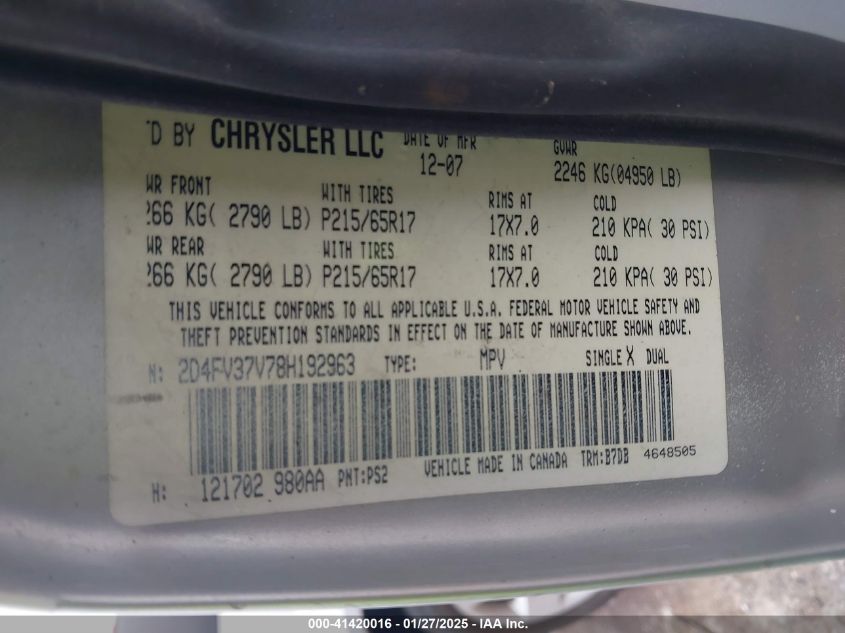 BY CHRYSLER LLC DATE OF MFR GVWR
12-07 2246 KG(04950 LB)
FRONT WITH TIRES RIMS AT COLD
266 KG( 2790 LB) P215/65R17 17X7.0 210 KPA( 30 PSI)
REAR WITH TIRES RIMS AT COLD
266 KG( 2790 LB) P215/65R17 17X7.0 210 KPA( 30 PSI)
THIS VEHICLE CONFORMS TO ALL APPLICABLE U.S.A. FEDERAL MOTOR VEHICLE SAFETY AND
THEFT PREVENTION STANDARDS IN EFFECT ON THE DATE OF MANUFACTURE SHOWN ABOVE.
N: 2D4FV37V78H192963 TYPE: MPV SINGLE X DUAL
H: 121702 980AA PNT:PS2 VEHICLE MADE IN CANADA TRM:B7DB 4648505
000-41420016 — 01/27/2025 — IAA Inc.